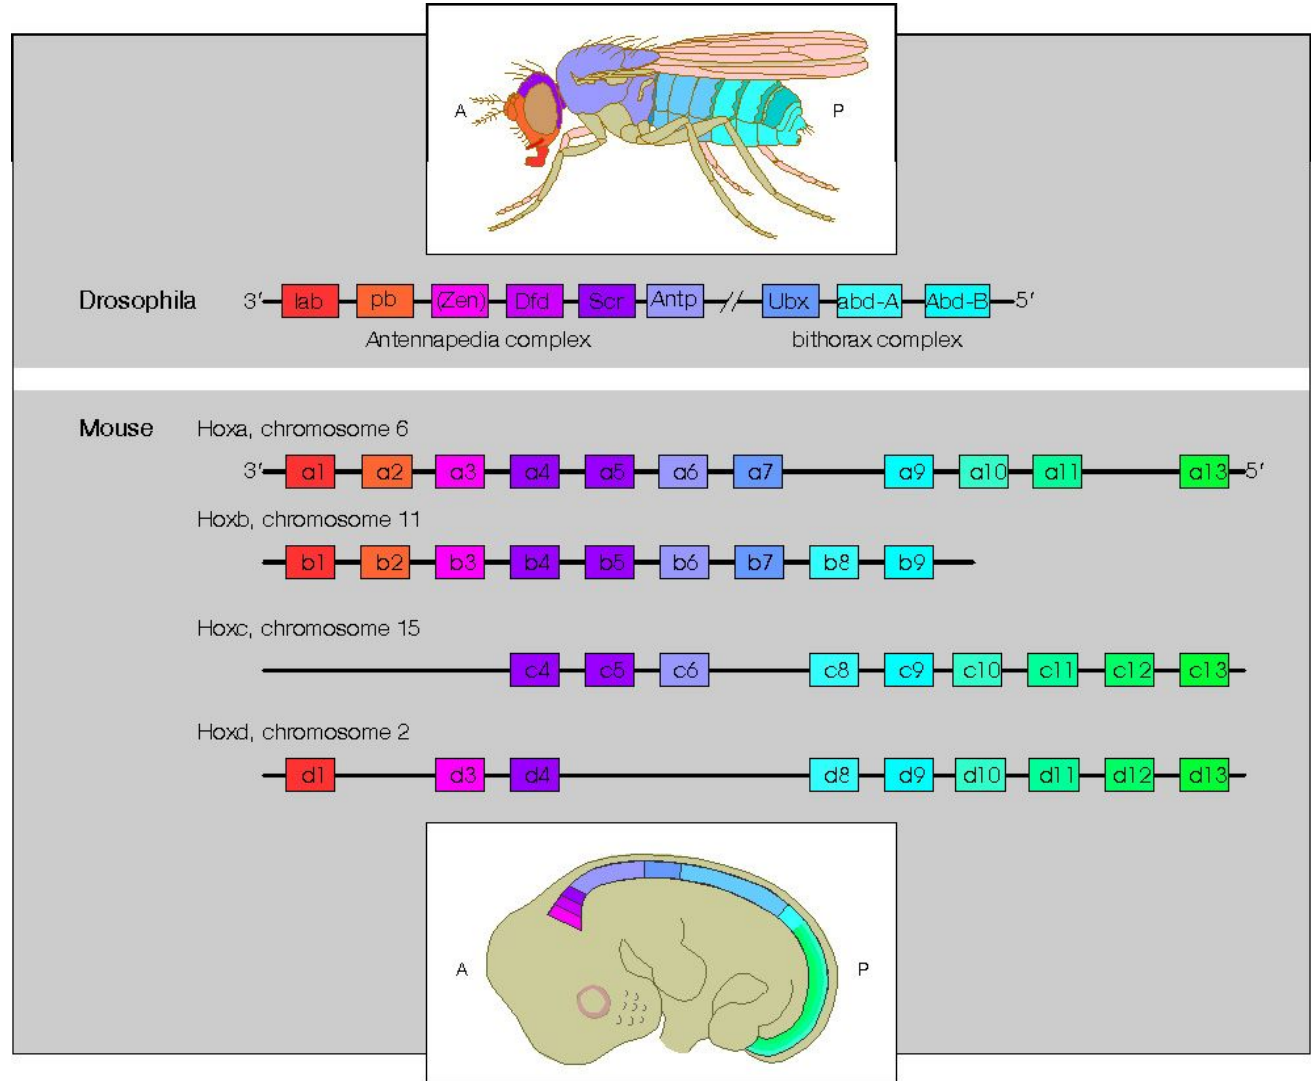 A P
Drosophila 3′ lab pb (Zen) Dfd Scr Antp // Ubx abd-A Abd-B 5′
Antennapedia complex bithorax complex
Mouse Hoxa, chromosome 6
3′ a1 a2 a3 a4 a5 a6 a7 a9 a10 a11 a13 5′
Hoxb, chromosome 11
b1 b2 b3 b4 b5 b6 b7 b8 b9
Hoxc, chromosome 15
c4 c5 c6 c8 c9 c10 c11 c12 c13
Hoxd, chromosome 2
d1 d3 d4 d8 d9 d10 d11 d12 d13
A P